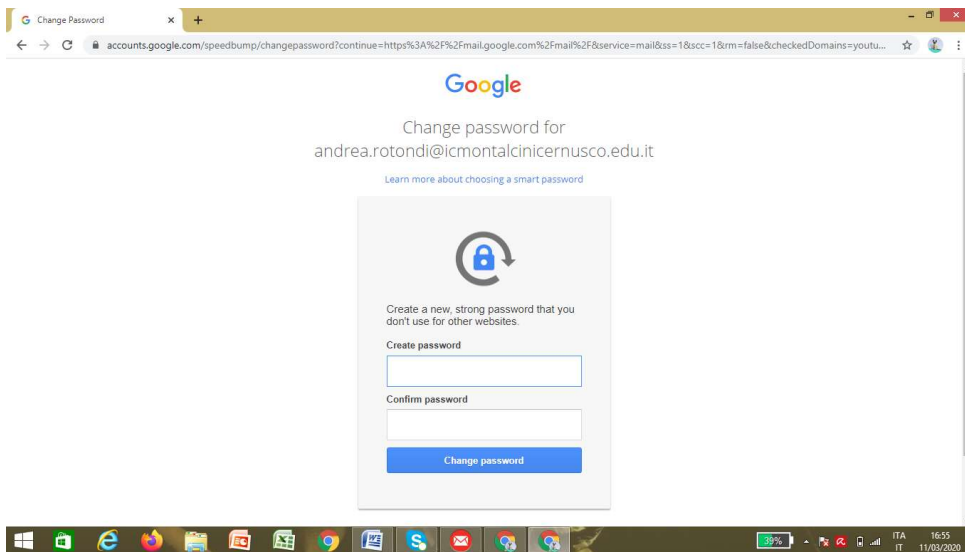 Change Password
accounts.google.com/speedbump/changepassword?continue=https%3A%2F%2Fmail.google.com%2Fmail%2F&service=mail&ss=1&scc=1&rm=false&checkedDomains=youtu...
Google
Change password for
andrea.rotondi@icmontalcinicernusco.edu.it
Learn more about choosing a smart password
Create a new, strong password that you
don't use for other websites.
Create password
Confirm password
Change password
39%
ITA
IT
16:55
11/03/2020